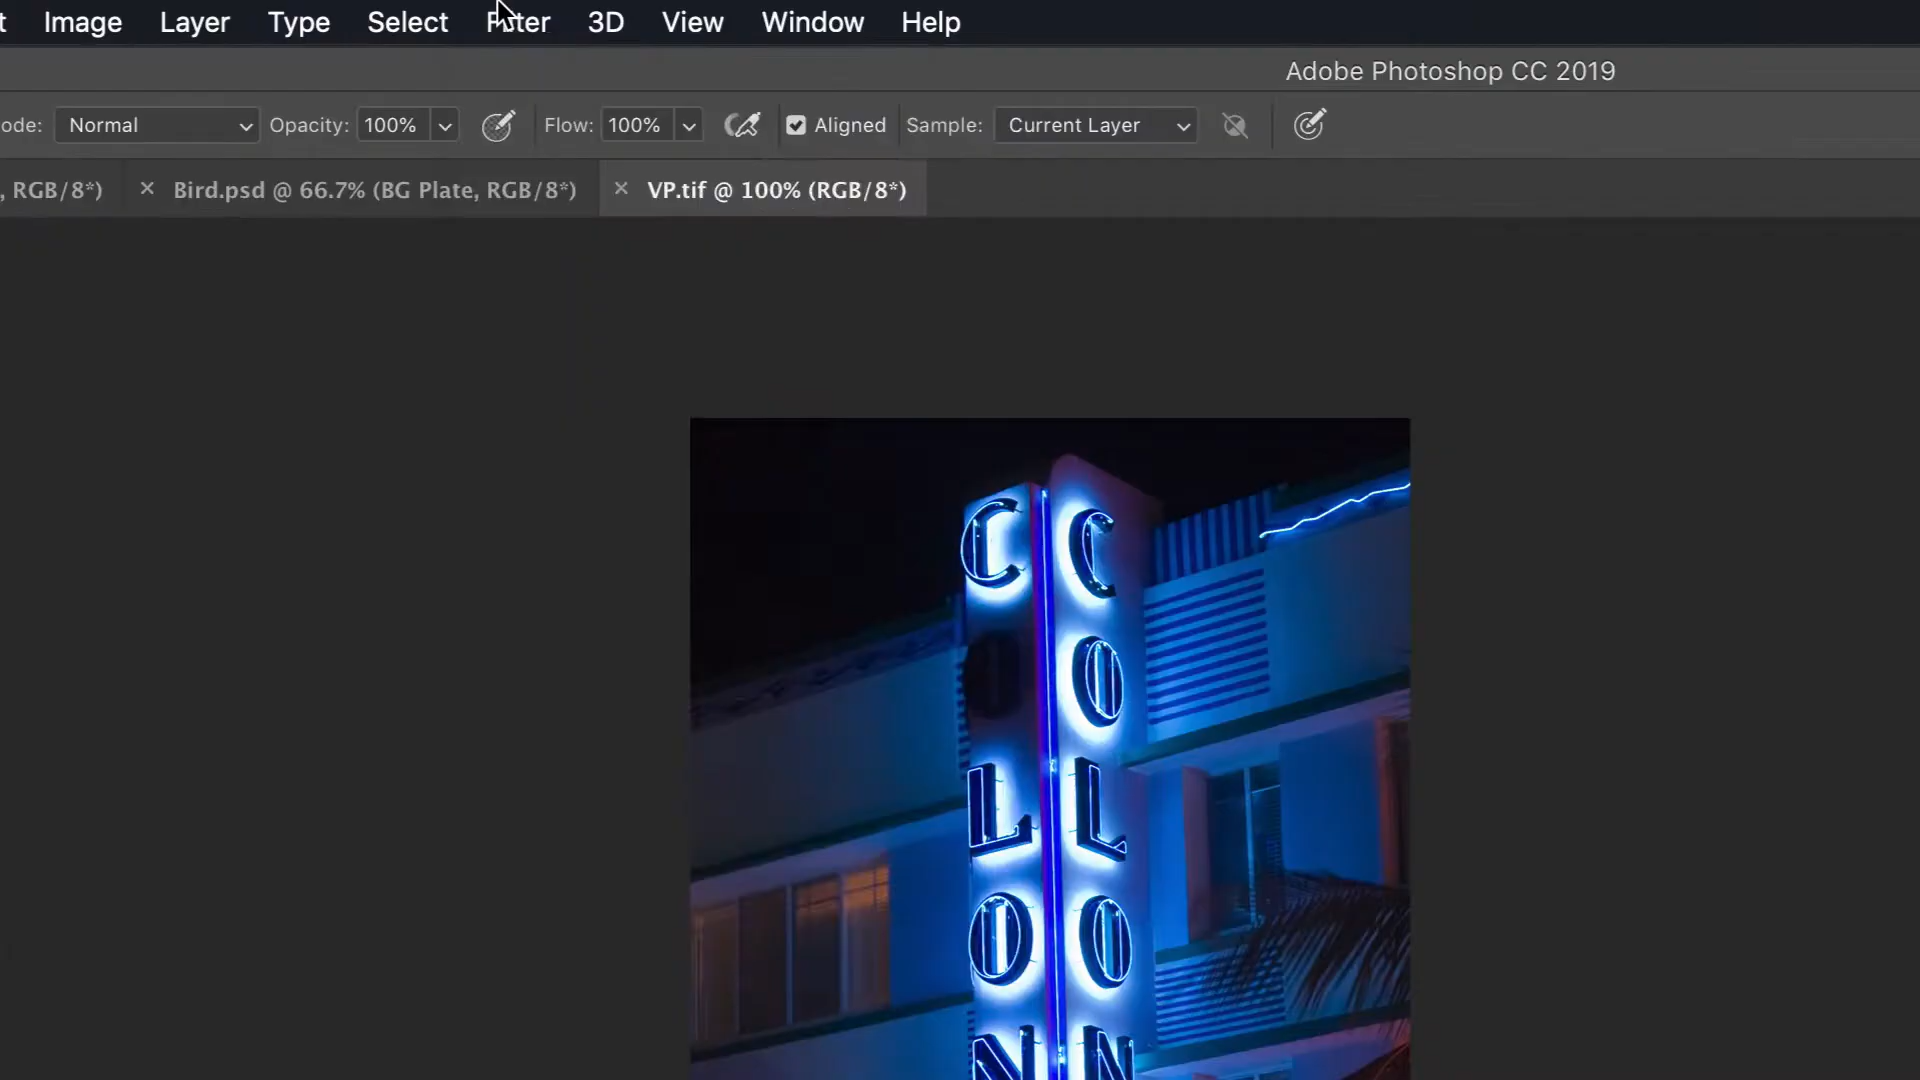 t Image Layer Type Select Filter 3D View Window Help
Adobe Photoshop CC 2019
ode: Normal Opacity: 100% Flow: 100% Aligned Sample: Current Layer
, RGB/8*) × Bird.psd @ 66.7% (BG Plate, RGB/8*) × VP.tif @ 100% (RGB/8*)
C C
O O
L L
O O
N N